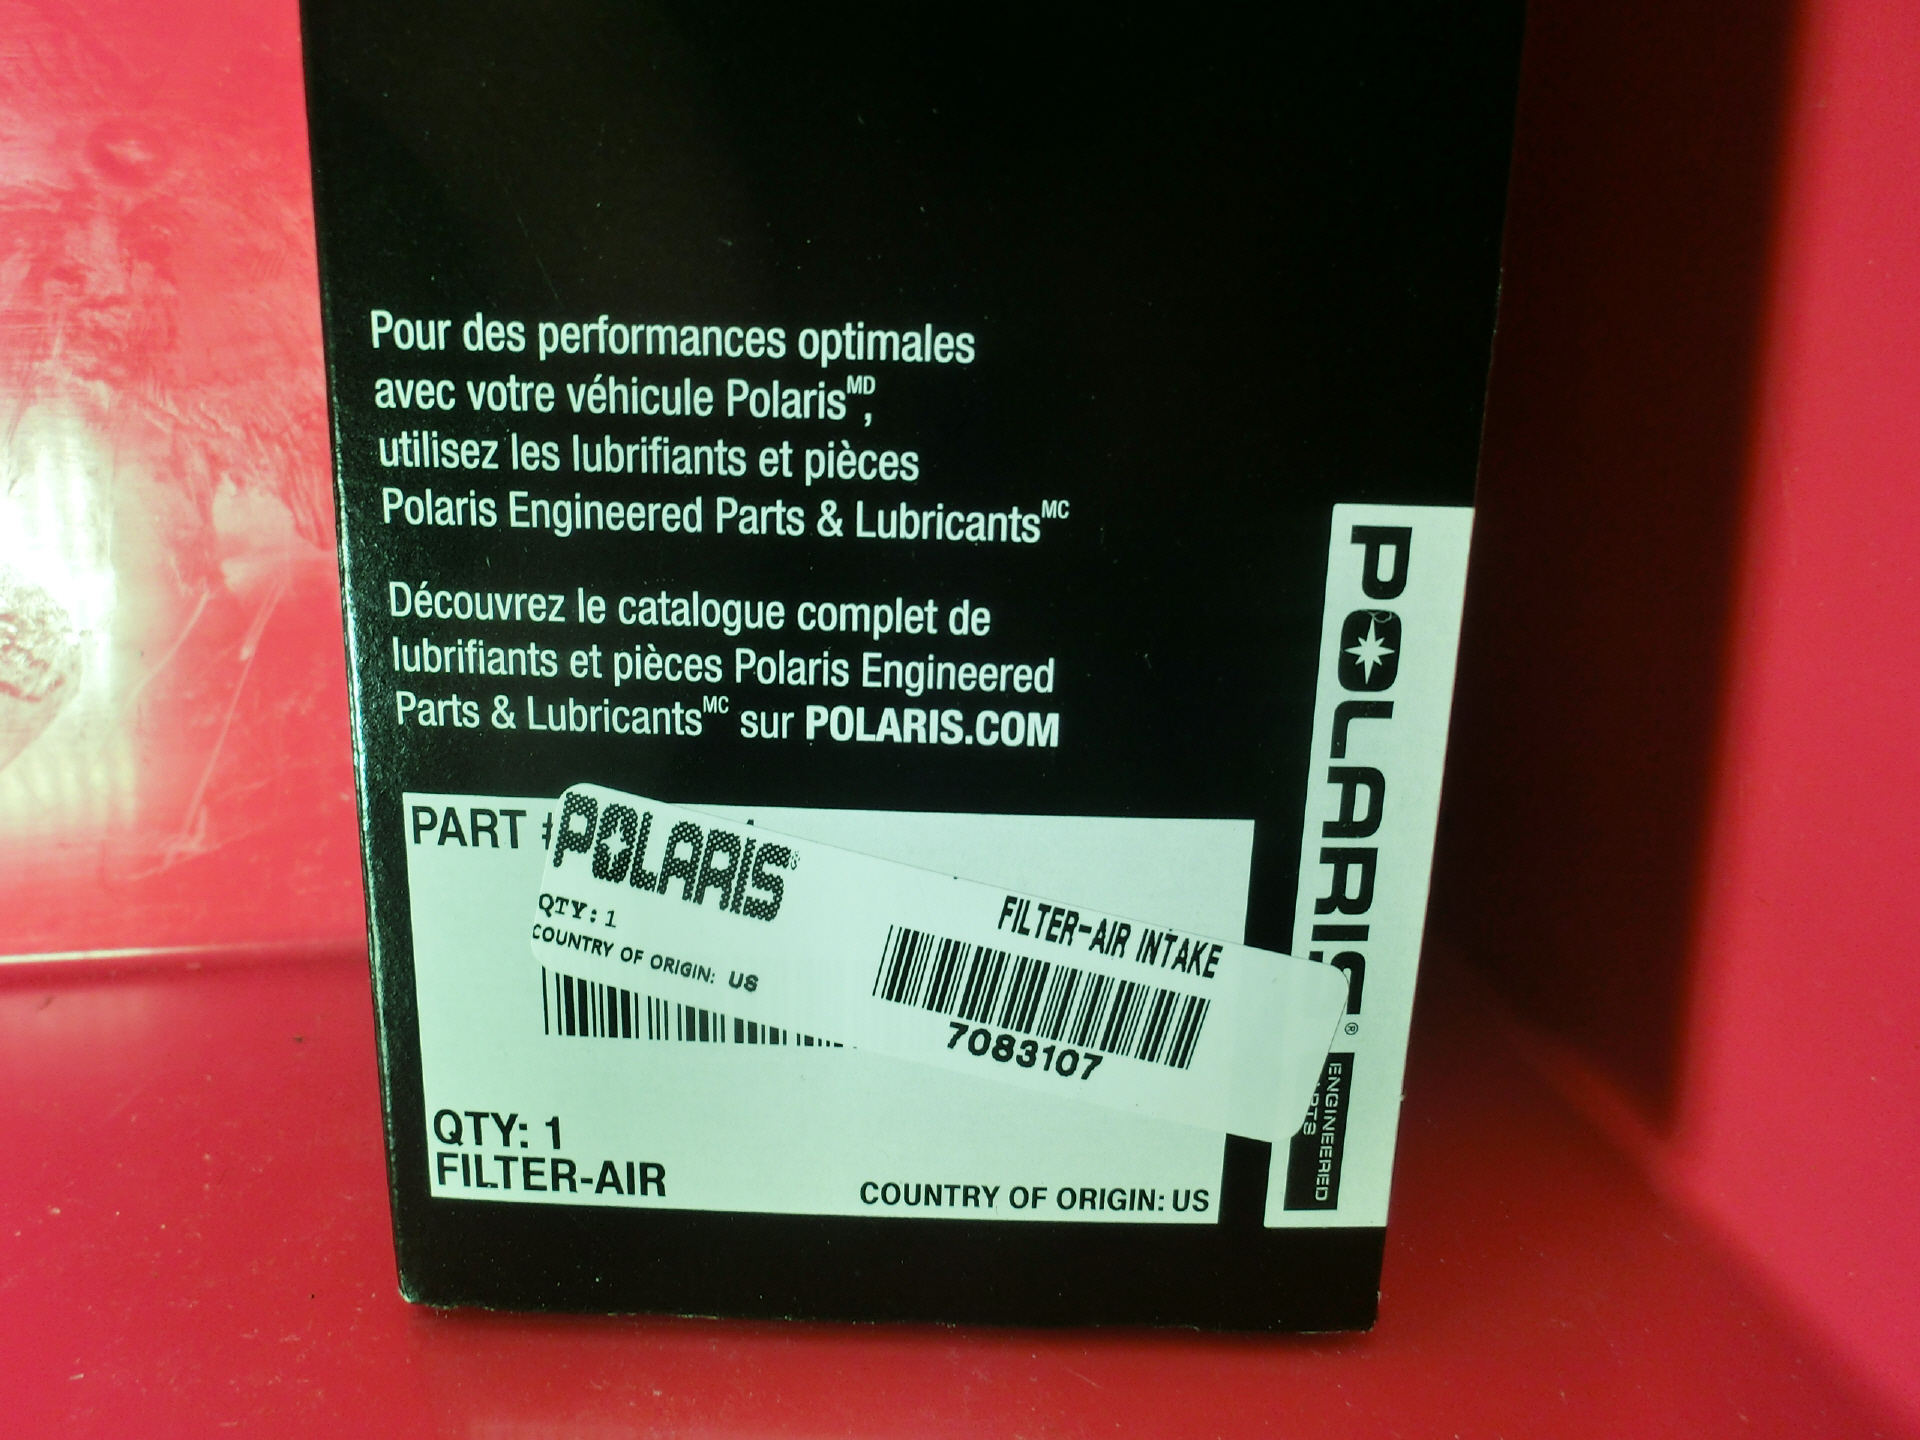 Pour des performances optimales
avec votre véhicule Polaris MD,
utilisez les lubrifiants et pièces
Polaris Engineered Parts & Lubricants MC
Découvrez le catalogue complet de
lubrifiants et pièces Polaris Engineered
Parts & Lubricants MC sur POLARIS.COM
PART
POLARIS®
QTY: 1
COUNTRY OF ORIGIN: US
FILTER-AIR INTAKE
7083107
QTY: 1
FILTER-AIR
COUNTRY OF ORIGIN: US
POLARIS®
ENGINEERED